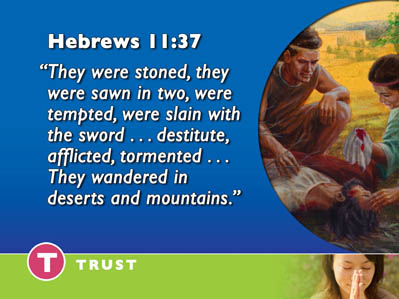 Hebrews 11:37
“They were stoned, they
were sawn in two, were
tempted, were slain with
the sword . . . destitute,
afflicted, tormented . . .
They wandered in
deserts and mountains.”
T TRUST